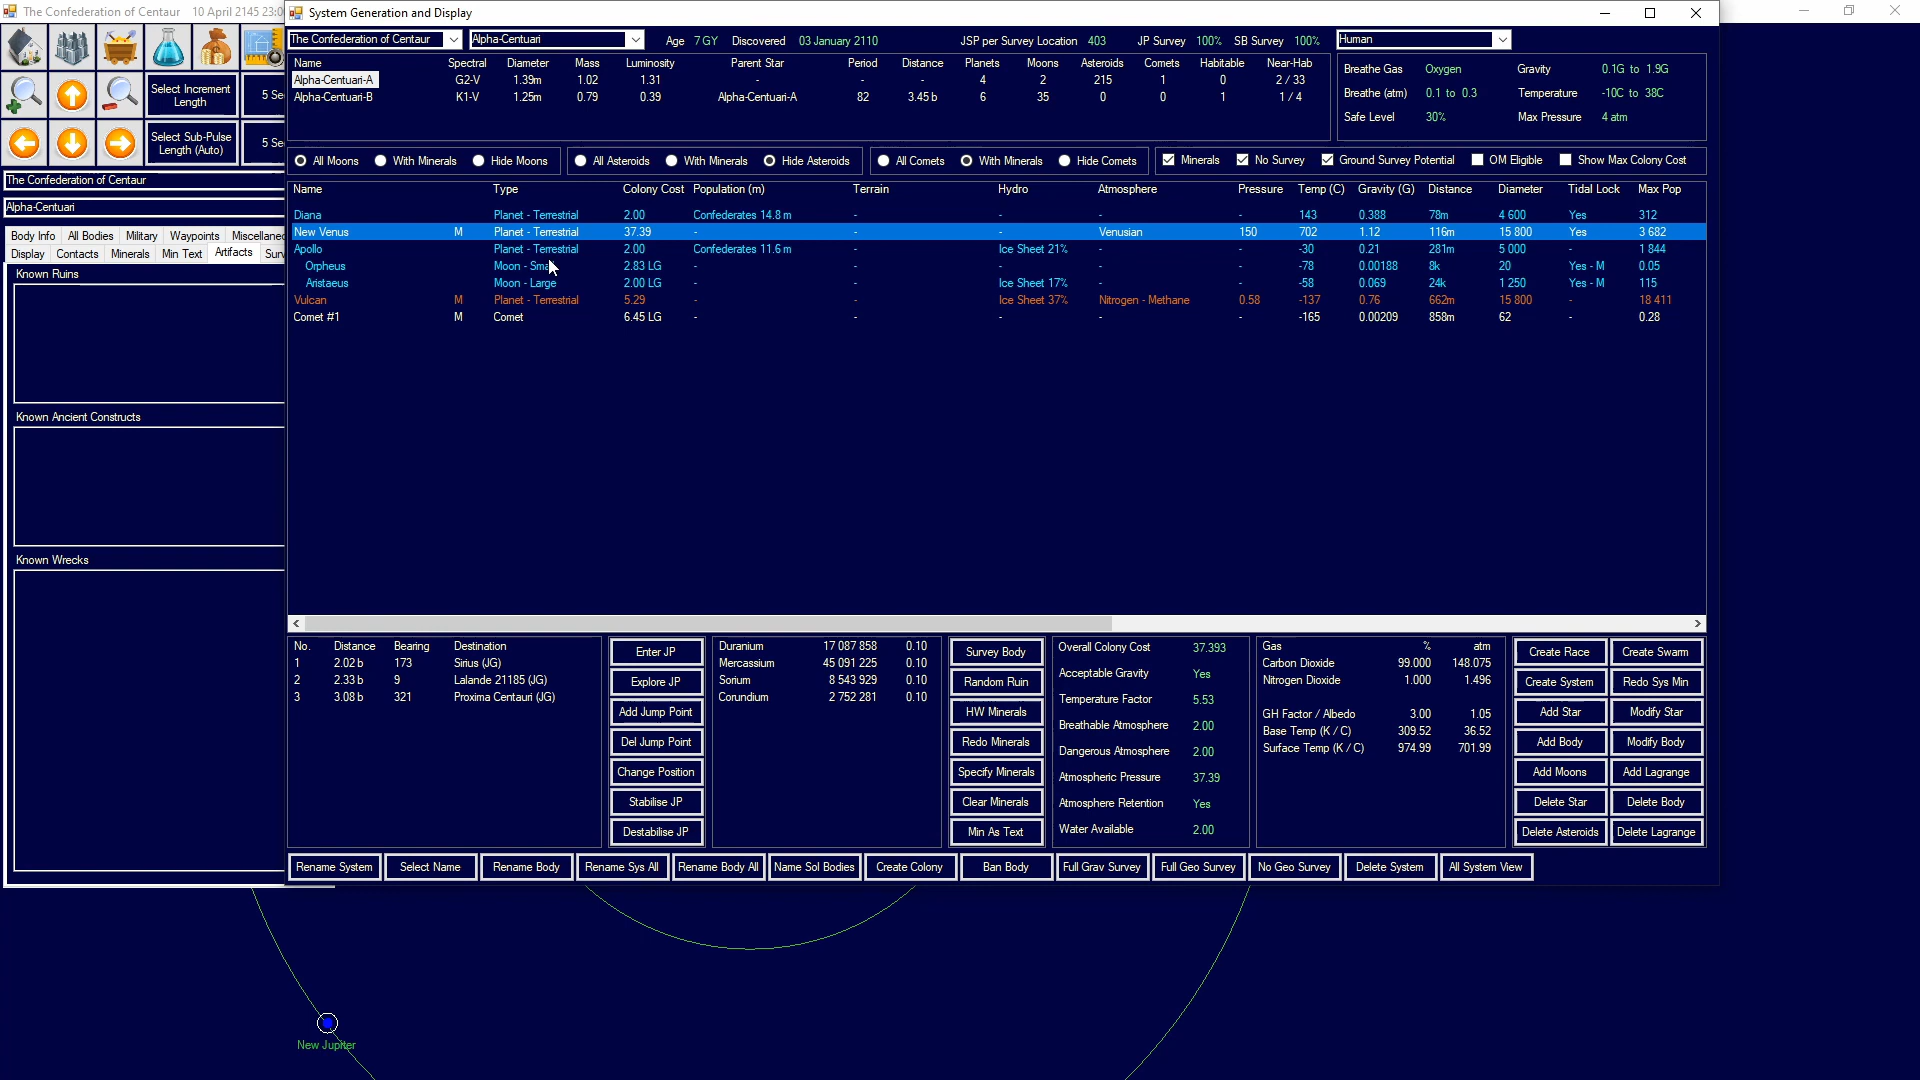 The Confederation of Centaur 10 April 2145 23:0
System Generation and Display
The Confederation of Centaur Alpha-Centuari Age 7 GY Discovered 03 January 2110 JSP per Survey Location 403 JP Survey 100% SB Survey 100% Human
Name Spectral Diameter Mass Luminosity Parent Star Period Distance Planets Moons Asteroids Comets Habitable Near-Hab
Alpha-Centuari-A G2-V 1.39m 1.02 1.31 - - - 4 2 215 1 0 2 / 33
Alpha-Centuari-B K1-V 1.25m 0.79 0.39 Alpha-Centuari-A 82 3.45 b 6 35 0 0 1 1 / 4
Breathe Gas Oxygen Gravity 0.1G to 1.9G
Breathe (atm) 0.1 to 0.3 Temperature -10C to 38C
Safe Level 30% Max Pressure 4 atm
Select Increment Length 5 Se
Select Sub-Pulse Length (Auto) 5 Se
The Confederation of Centaur
Alpha-Centuari
Body Info All Bodies Military Waypoints Miscellane
Display Contacts Minerals Min Text Artifacts Surv
Known Ruins
Known Ancient Constructs
Known Wrecks
All Moons With Minerals Hide Moons All Asteroids With Minerals Hide Asteroids All Comets With Minerals Hide Comets Minerals No Survey Ground Survey Potential OM Eligible Show Max Colony Cost
Name Type Colony Cost Population (m) Terrain Hydro Atmosphere Pressure Temp (C) Gravity (G) Distance Diameter Tidal Lock Max Pop
Diana Planet - Terrestrial 2.00 Confederates 14.8 m - - - - 143 0.388 78m 4 600 Yes 312
New Venus M Planet - Terrestrial 37.39 - - - Venusian 150 702 1.12 116m 15 800 Yes 3 682
Apollo Planet - Terrestrial 2.00 Confederates 11.6 m - Ice Sheet 21% - - -30 0.21 281m 5 000 - 1 844
Orpheus Moon - Sma 2.83 LG - - - - - -78 0.00188 8k 20 Yes - M 0.05
Aristaeus Moon - Large 2.00 LG - - Ice Sheet 17% - - -58 0.069 24k 1 250 Yes - M 115
Vulcan M Planet - Terrestrial 5.29 - - Ice Sheet 37% Nitrogen - Methane 0.58 -137 0.76 662m 15 800 - 18 411
Comet #1 M Comet 6.45 LG - - - - - -165 0.00209 858m 62 - 0.28
No. Distance Bearing Destination
1 2.02 b 173 Sirius (JG)
2 2.33 b 9 Lalande 21185 (JG)
3 3.08 b 321 Proxima Centauri (JG)
Enter JP
Explore JP
Add Jump Point
Del Jump Point
Change Position
Stabilise JP
Destabilise JP
Duranium 17 087 858 0.10
Mercassium 45 091 225 0.10
Sorium 8 543 929 0.10
Corundium 2 752 281 0.10
Survey Body
Random Ruin
HW Minerals
Redo Minerals
Specify Minerals
Clear Minerals
Min As Text
Overall Colony Cost 37.393
Acceptable Gravity Yes
Temperature Factor 5.53
Breathable Atmosphere 2.00
Dangerous Atmosphere 2.00
Atmospheric Pressure 37.39
Atmosphere Retention Yes
Water Available 2.00
Gas % atm
Carbon Dioxide 99.000 148.075
Nitrogen Dioxide 1.000 1.496
GH Factor / Albedo 3.00 1.05
Base Temp (K / C) 309.52 36.52
Surface Temp (K / C) 974.99 701.99
Create Race Create Swarm
Create System Redo Sys Min
Add Star Modify Star
Add Body Modify Body
Add Moons Add Lagrange
Delete Star Delete Body
Delete Asteroids Delete Lagrange
Rename System Select Name Rename Body Rename Sys All Rename Body All Name Sol Bodies Create Colony Ban Body Full Grav Survey Full Geo Survey No Geo Survey Delete System All System View
New Jupiter